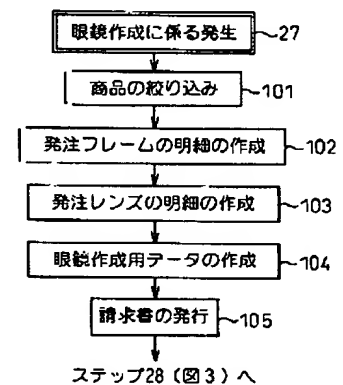 眼鏡作成に係る発生 27
商品の絞り込み 101
発注フレームの明細の作成 102
発注レンズの明細の作成 103
眼鏡作成用データの作成 104
請求書の発行 105
ステップ28(図3)へ